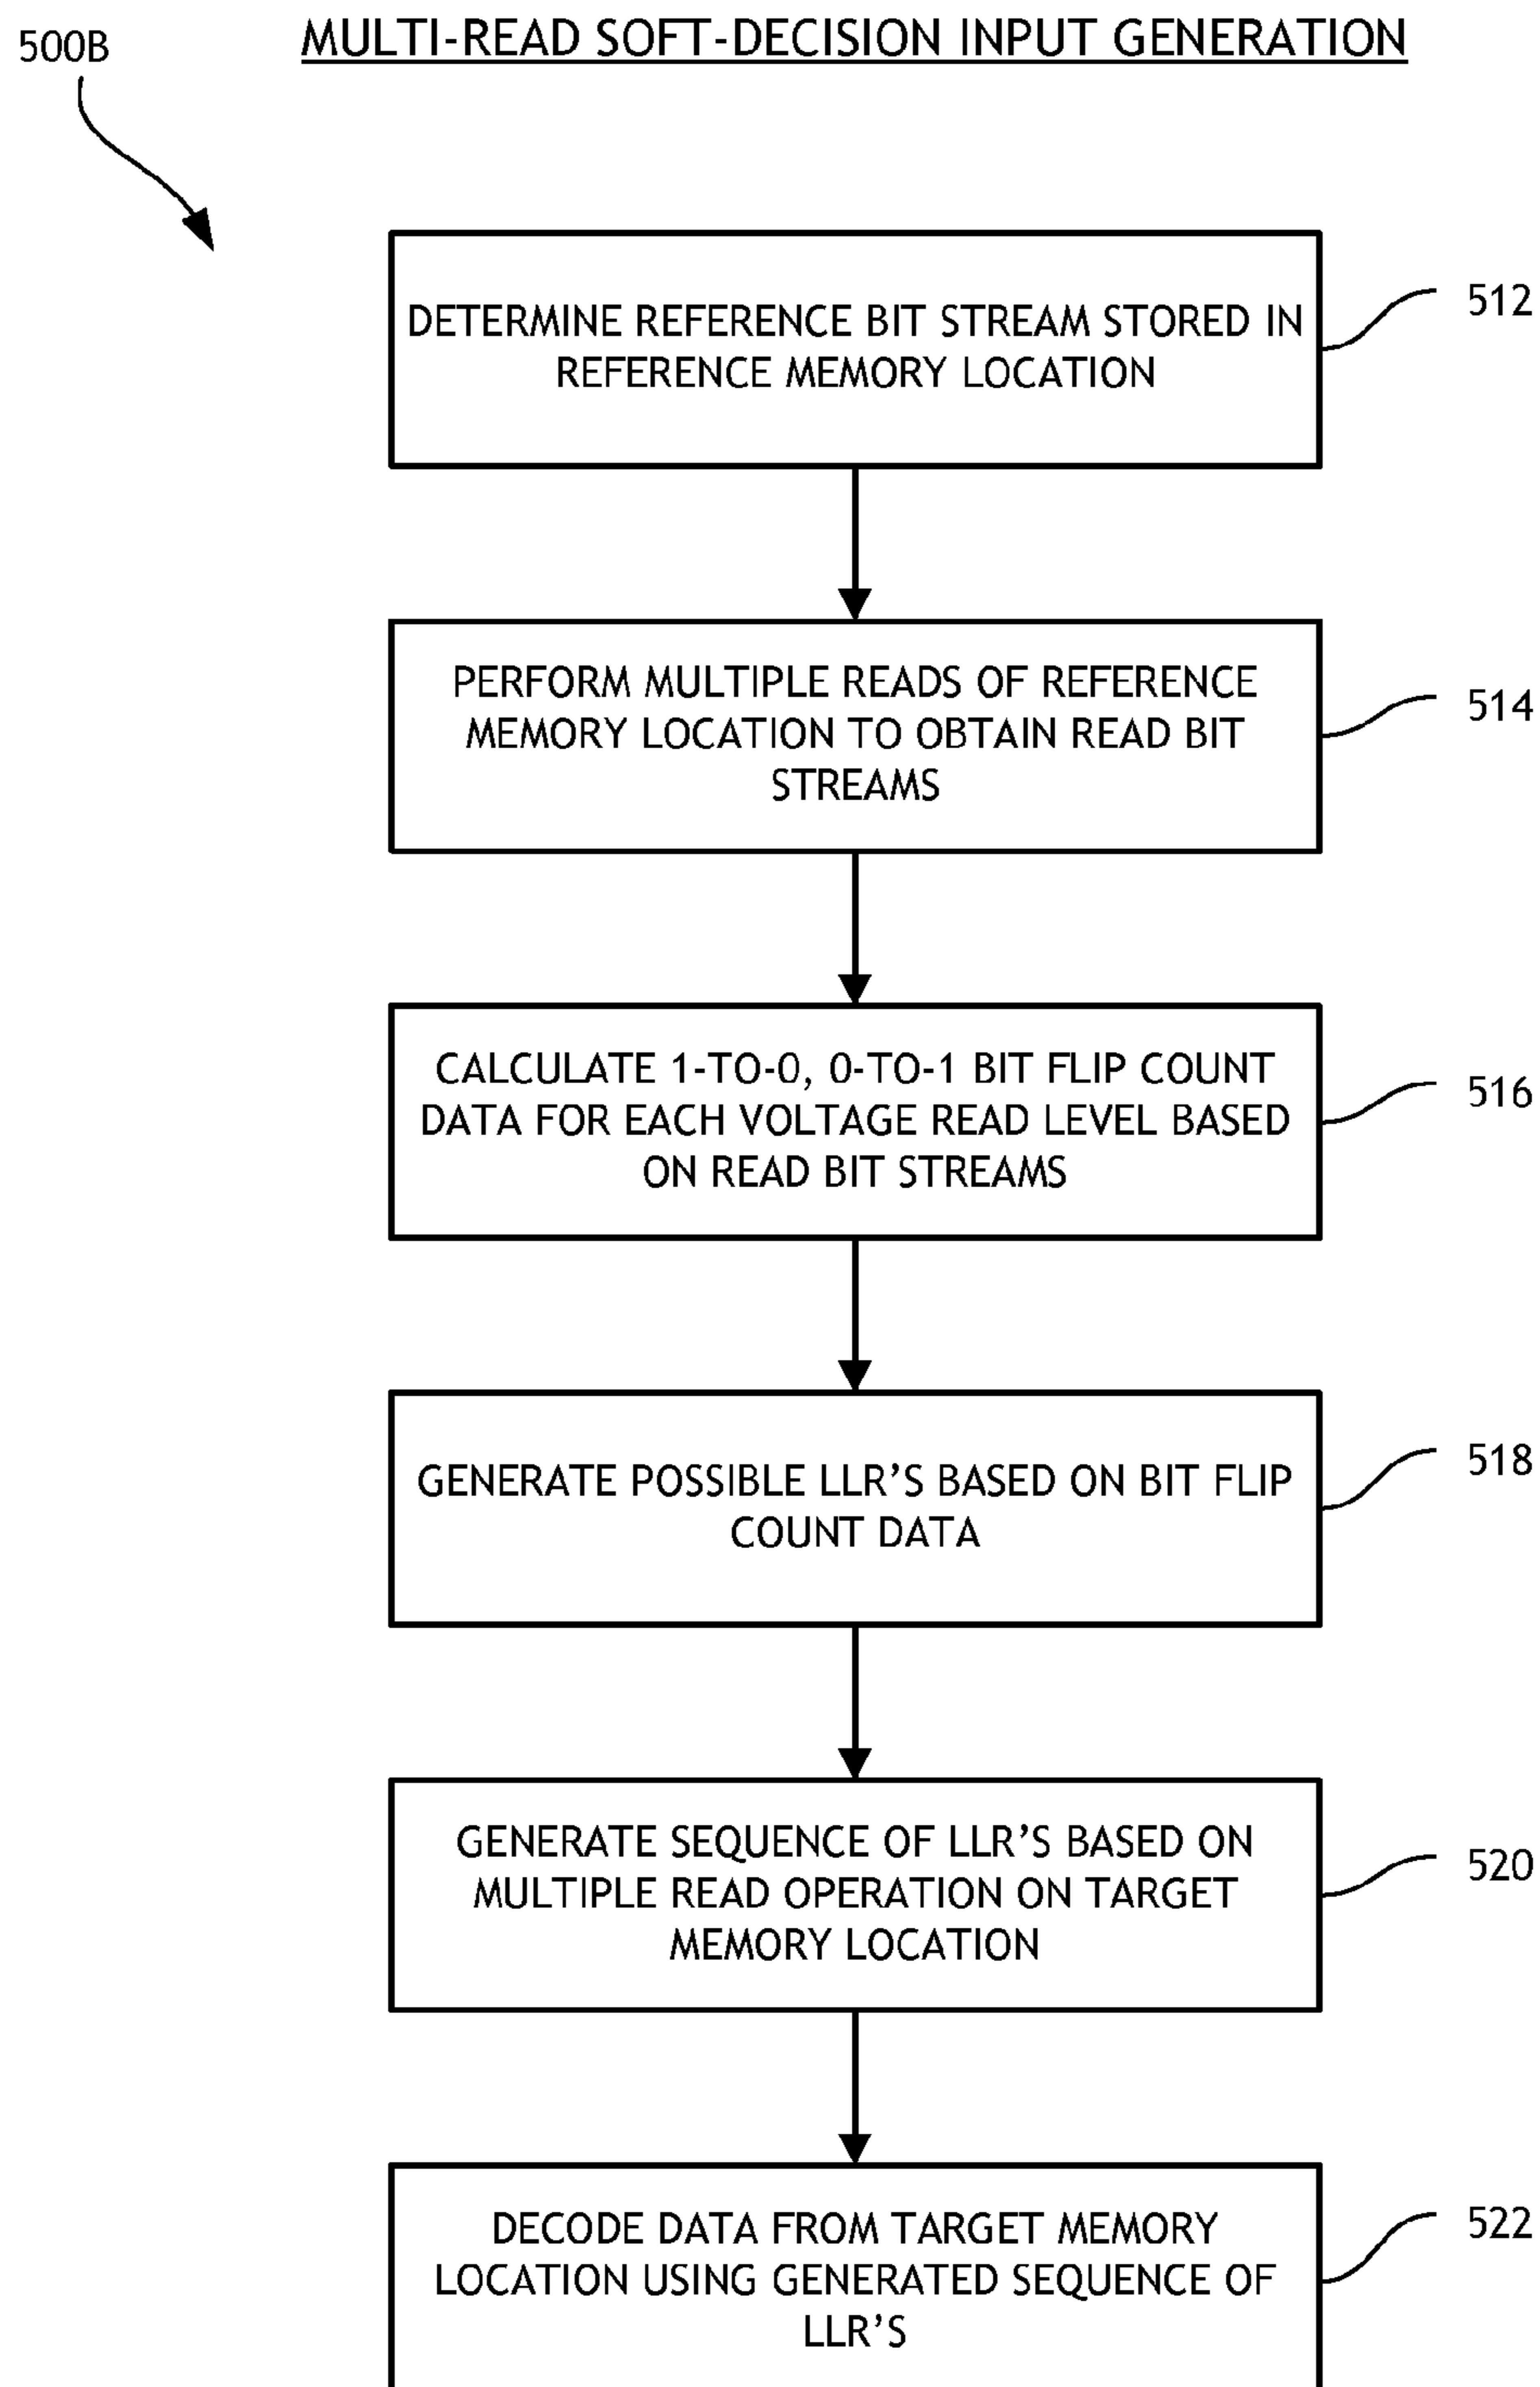 500B
MULTI-READ SOFT-DECISION INPUT GENERATION
DETERMINE REFERENCE BIT STREAM STORED IN
REFERENCE MEMORY LOCATION
512
PERFORM MULTIPLE READS OF REFERENCE
MEMORY LOCATION TO OBTAIN READ BIT
STREAMS
514
CALCULATE 1-TO-0, 0-TO-1 BIT FLIP COUNT
DATA FOR EACH VOLTAGE READ LEVEL BASED
ON READ BIT STREAMS
516
GENERATE POSSIBLE LLR’S BASED ON BIT FLIP
COUNT DATA
518
GENERATE SEQUENCE OF LLR’S BASED ON
MULTIPLE READ OPERATION ON TARGET
MEMORY LOCATION
520
DECODE DATA FROM TARGET MEMORY
LOCATION USING GENERATED SEQUENCE OF
LLR’S
522